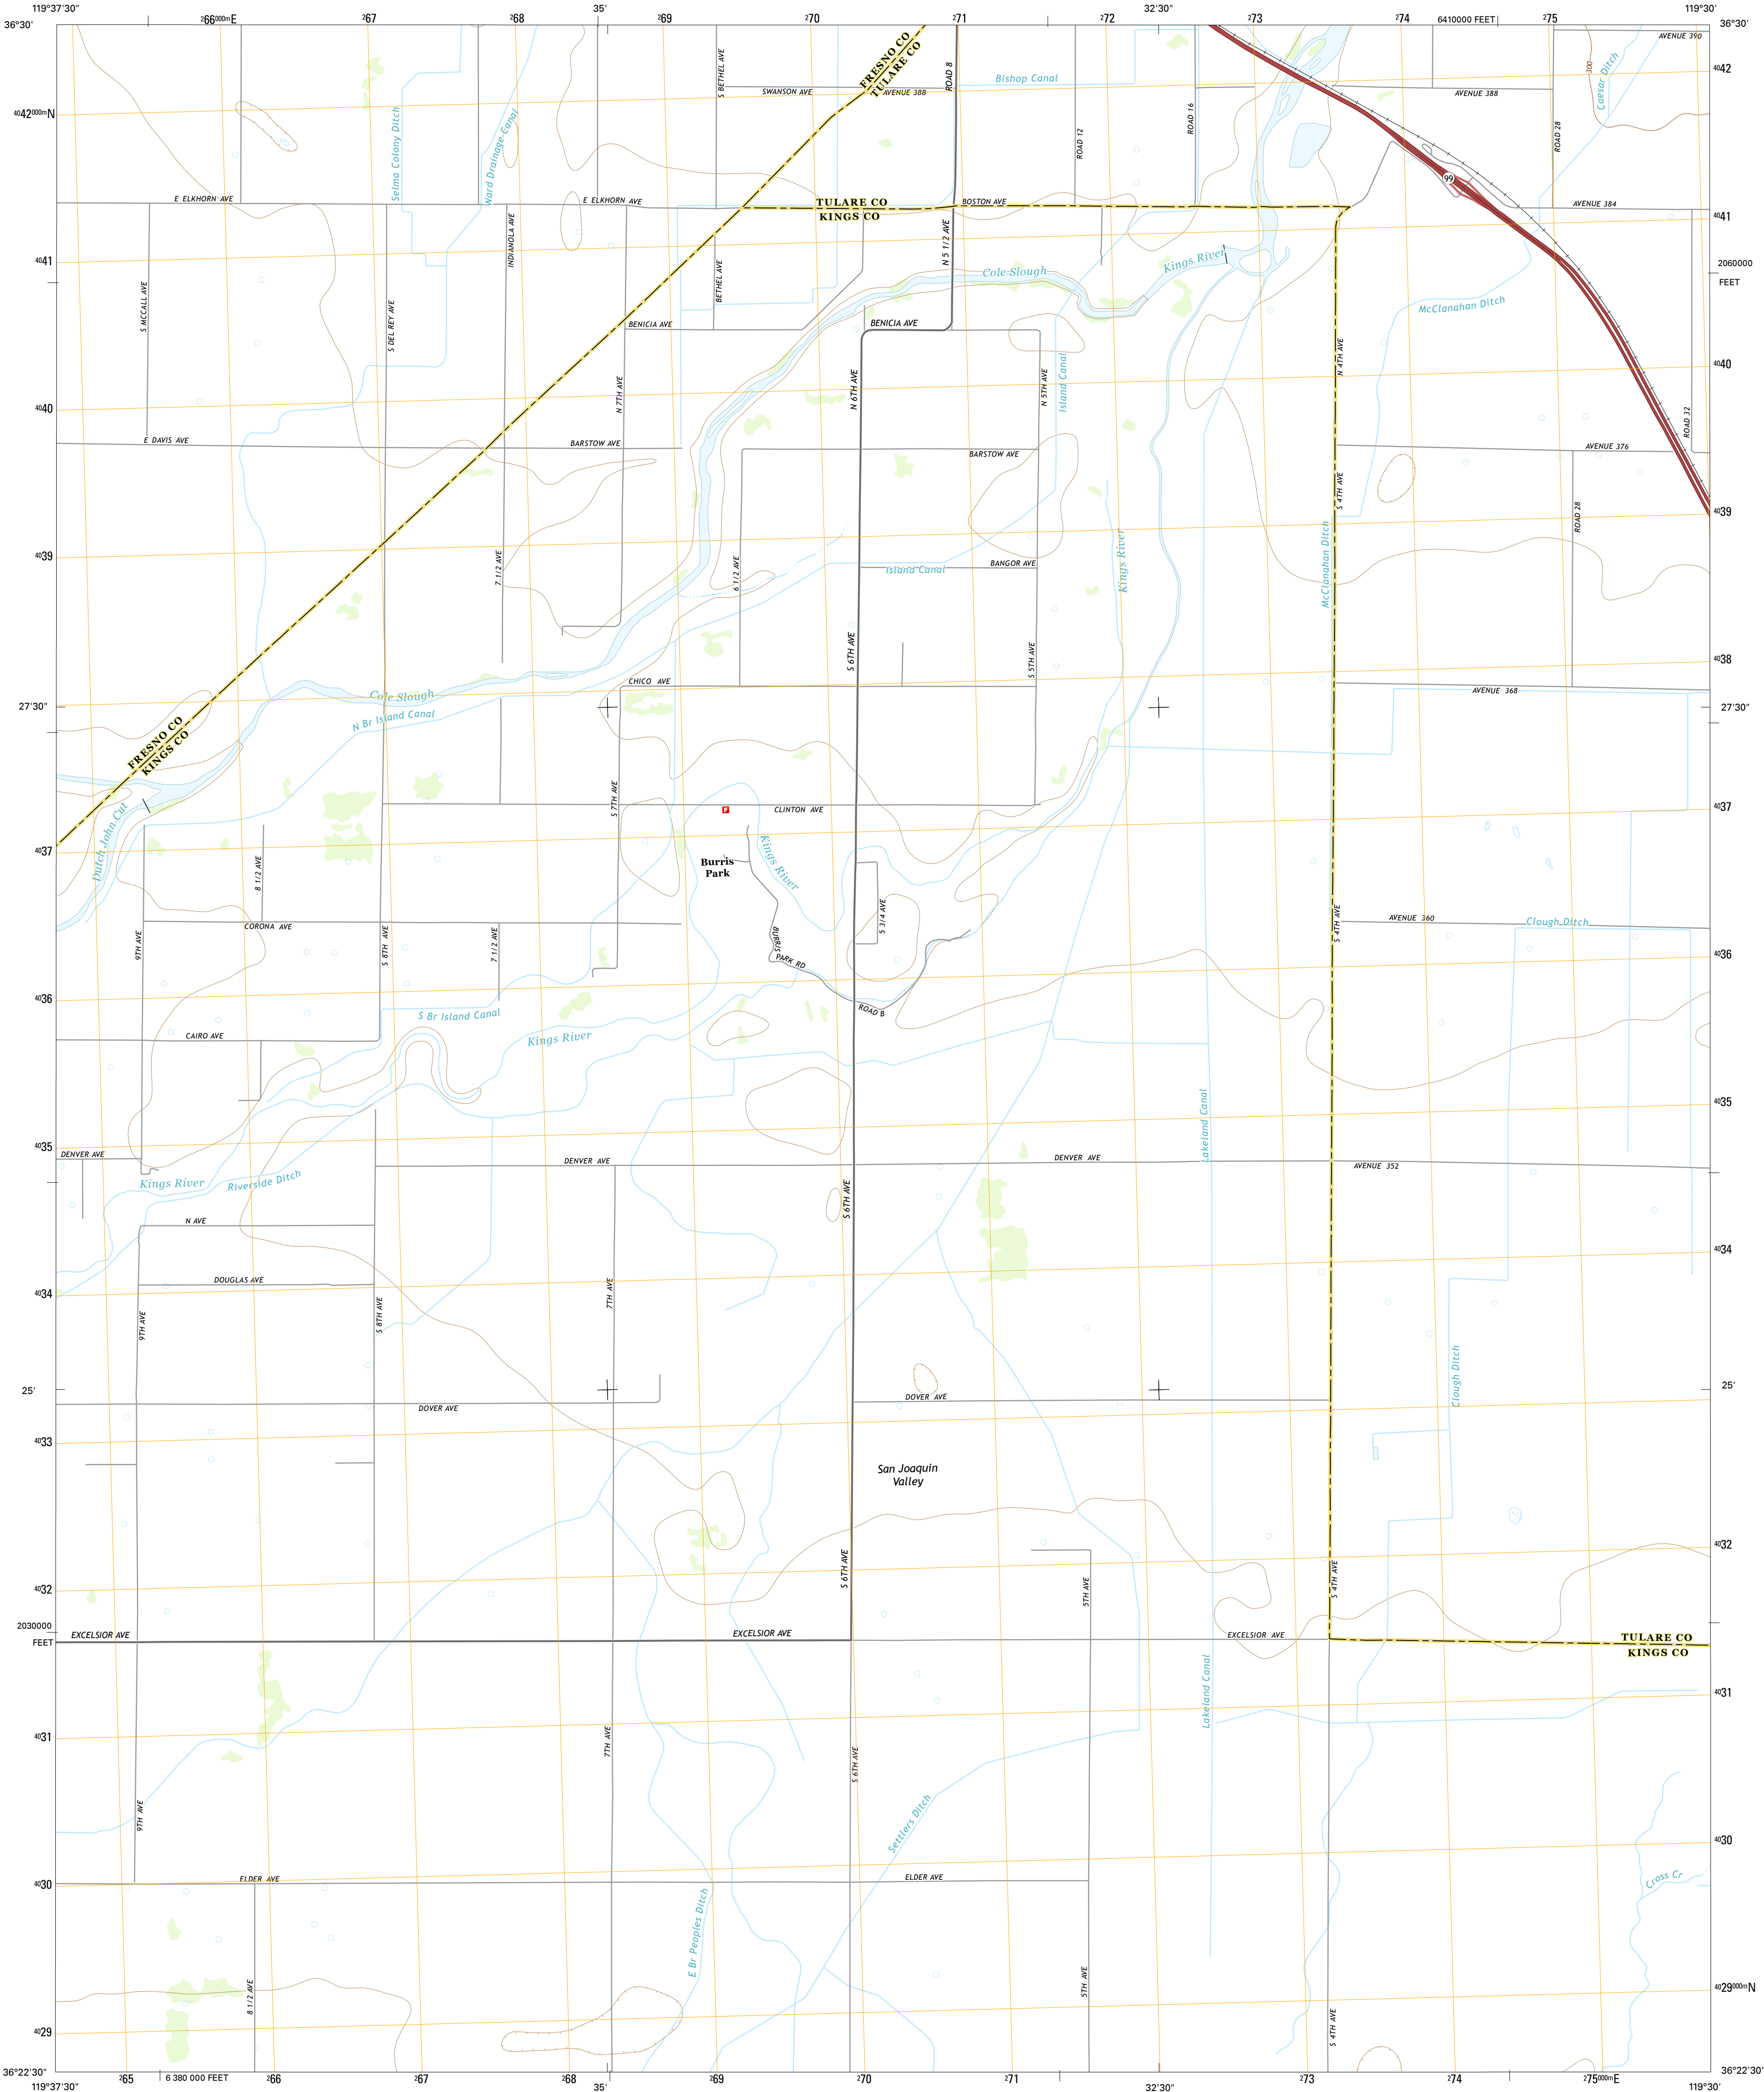 119°37'30"
²66⁰⁰⁰ᵐE
²67
²68
35'
²69
²70
²71
²72
32'30"
²73
²74
6410000 FEET
²75
119°30'
36°30'
36°30'
FRESNO CO
TULARE CO
S BETHEL AVE
SWANSON AVE
AVENUE 388
ROAD 8
Bishop Canal
ROAD 12
ROAD 16
AVENUE 390
300
Caesar Ditch
AVENUE 388
ROAD 28
⁴⁰42
⁴⁰42⁰⁰⁰ᵐN
Selma Colony Ditch
Ward Drainage Canal
99
E ELKHORN AVE
E ELKHORN AVE
TULARE CO
KINGS CO
BOSTON AVE
AVENUE 384
⁴⁰41
⁴⁰41
S MCCALL AVE
S DEL REY AVE
INDIANOLA AVE
BETHEL AVE
N 5 1/2 AVE
Cole Slough
Kings River
2060000
FEET
McClanahan Ditch
BENICIA AVE
BENICIA AVE
N 4TH AVE
⁴⁰40
⁴⁰40
N 7TH AVE
N 6TH AVE
N 5TH AVE
Island Canal
ROAD 32
E DAVIS AVE
BARSTOW AVE
BARSTOW AVE
AVENUE 376
S 4TH AVE
ROAD 28
⁴⁰39
⁴⁰39
7 1/2 AVE
6 1/2 AVE
Island Canal
BANGOR AVE
Kings River
McClanahan Ditch
S 6TH AVE
S 5TH AVE
⁴⁰38
CHICO AVE
AVENUE 368
Cole Slough
N Br Island Canal
27'30"
27'30"
FRESNO CO
KINGS CO
S 7TH AVE
CLINTON AVE
⁴⁰37
⁴⁰37
Dutch John Cut
F
Burris
Park
Kings River
8 1/2 AVE
CORONA AVE
9TH AVE
S 8TH AVE
7 1/2 AVE
BURRIS
PARK RD
5 3/4 AVE
S 4TH AVE
AVENUE 360
Clough Ditch
⁴⁰36
⁴⁰36
ROAD B
S Br Island Canal
Kings River
CAIRO AVE
Lakeland Canal
⁴⁰35
⁴⁰35
DENVER AVE
DENVER AVE
DENVER AVE
AVENUE 352
Kings River
Riverside Ditch
S 6TH AVE
N AVE
⁴⁰34
⁴⁰34
DOUGLAS AVE
9TH AVE
S 8TH AVE
7TH AVE
Clough Ditch
25'
25'
DOVER AVE
DOVER AVE
⁴⁰33
San Joaquin
Valley
⁴⁰32
⁴⁰32
S 6TH AVE
5TH AVE
S 4TH AVE
2030000
FEET
EXCELSIOR AVE
EXCELSIOR AVE
EXCELSIOR AVE
TULARE CO
KINGS CO
Lakeland Canal
⁴⁰31
⁴⁰31
7TH AVE
S 6TH AVE
9TH AVE
Settlers Ditch
⁴⁰30
⁴⁰30
ELDER AVE
ELDER AVE
Cross Cr
E Br Peoples Ditch
8 1/2 AVE
5TH AVE
⁴⁰29⁰⁰⁰ᵐN
S 4TH AVE
⁴⁰29
36°22'30"
36°22'30"
119°37'30"
²65
6 380 000 FEET
²66
²67
²68
35'
²69
²70
²71
32'30"
²73
²74
²75⁰⁰⁰ᵐE
119°30'